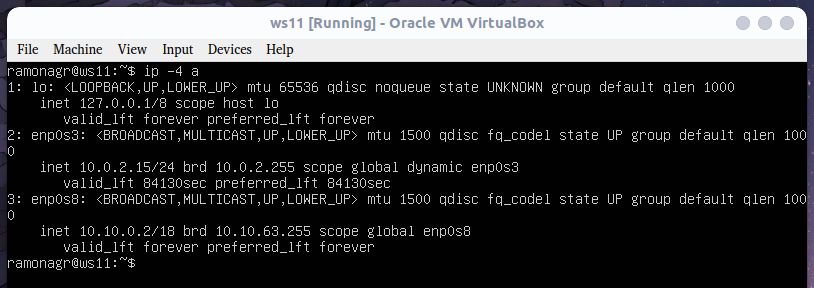 ws11 [Running] - Oracle VM VirtualBox
File Machine View Input Devices Help
ramonagr@ws11:~$ ip -4 a
1: lo: <LOOPBACK,UP,LOWER_UP> mtu 65536 qdisc noqueue state UNKNOWN group default qlen 1000
    inet 127.0.0.1/8 scope host lo
       valid_lft forever preferred_lft forever
2: enp0s3: <BROADCAST,MULTICAST,UP,LOWER_UP> mtu 1500 qdisc fq_codel state UP group default qlen 100
0
    inet 10.0.2.15/24 brd 10.0.2.255 scope global dynamic enp0s3
       valid_lft 84130sec preferred_lft 84130sec
3: enp0s8: <BROADCAST,MULTICAST,UP,LOWER_UP> mtu 1500 qdisc fq_codel state UP group default qlen 100
0
    inet 10.10.0.2/18 brd 10.10.63.255 scope global enp0s8
       valid_lft forever preferred_lft forever
ramonagr@ws11:~$